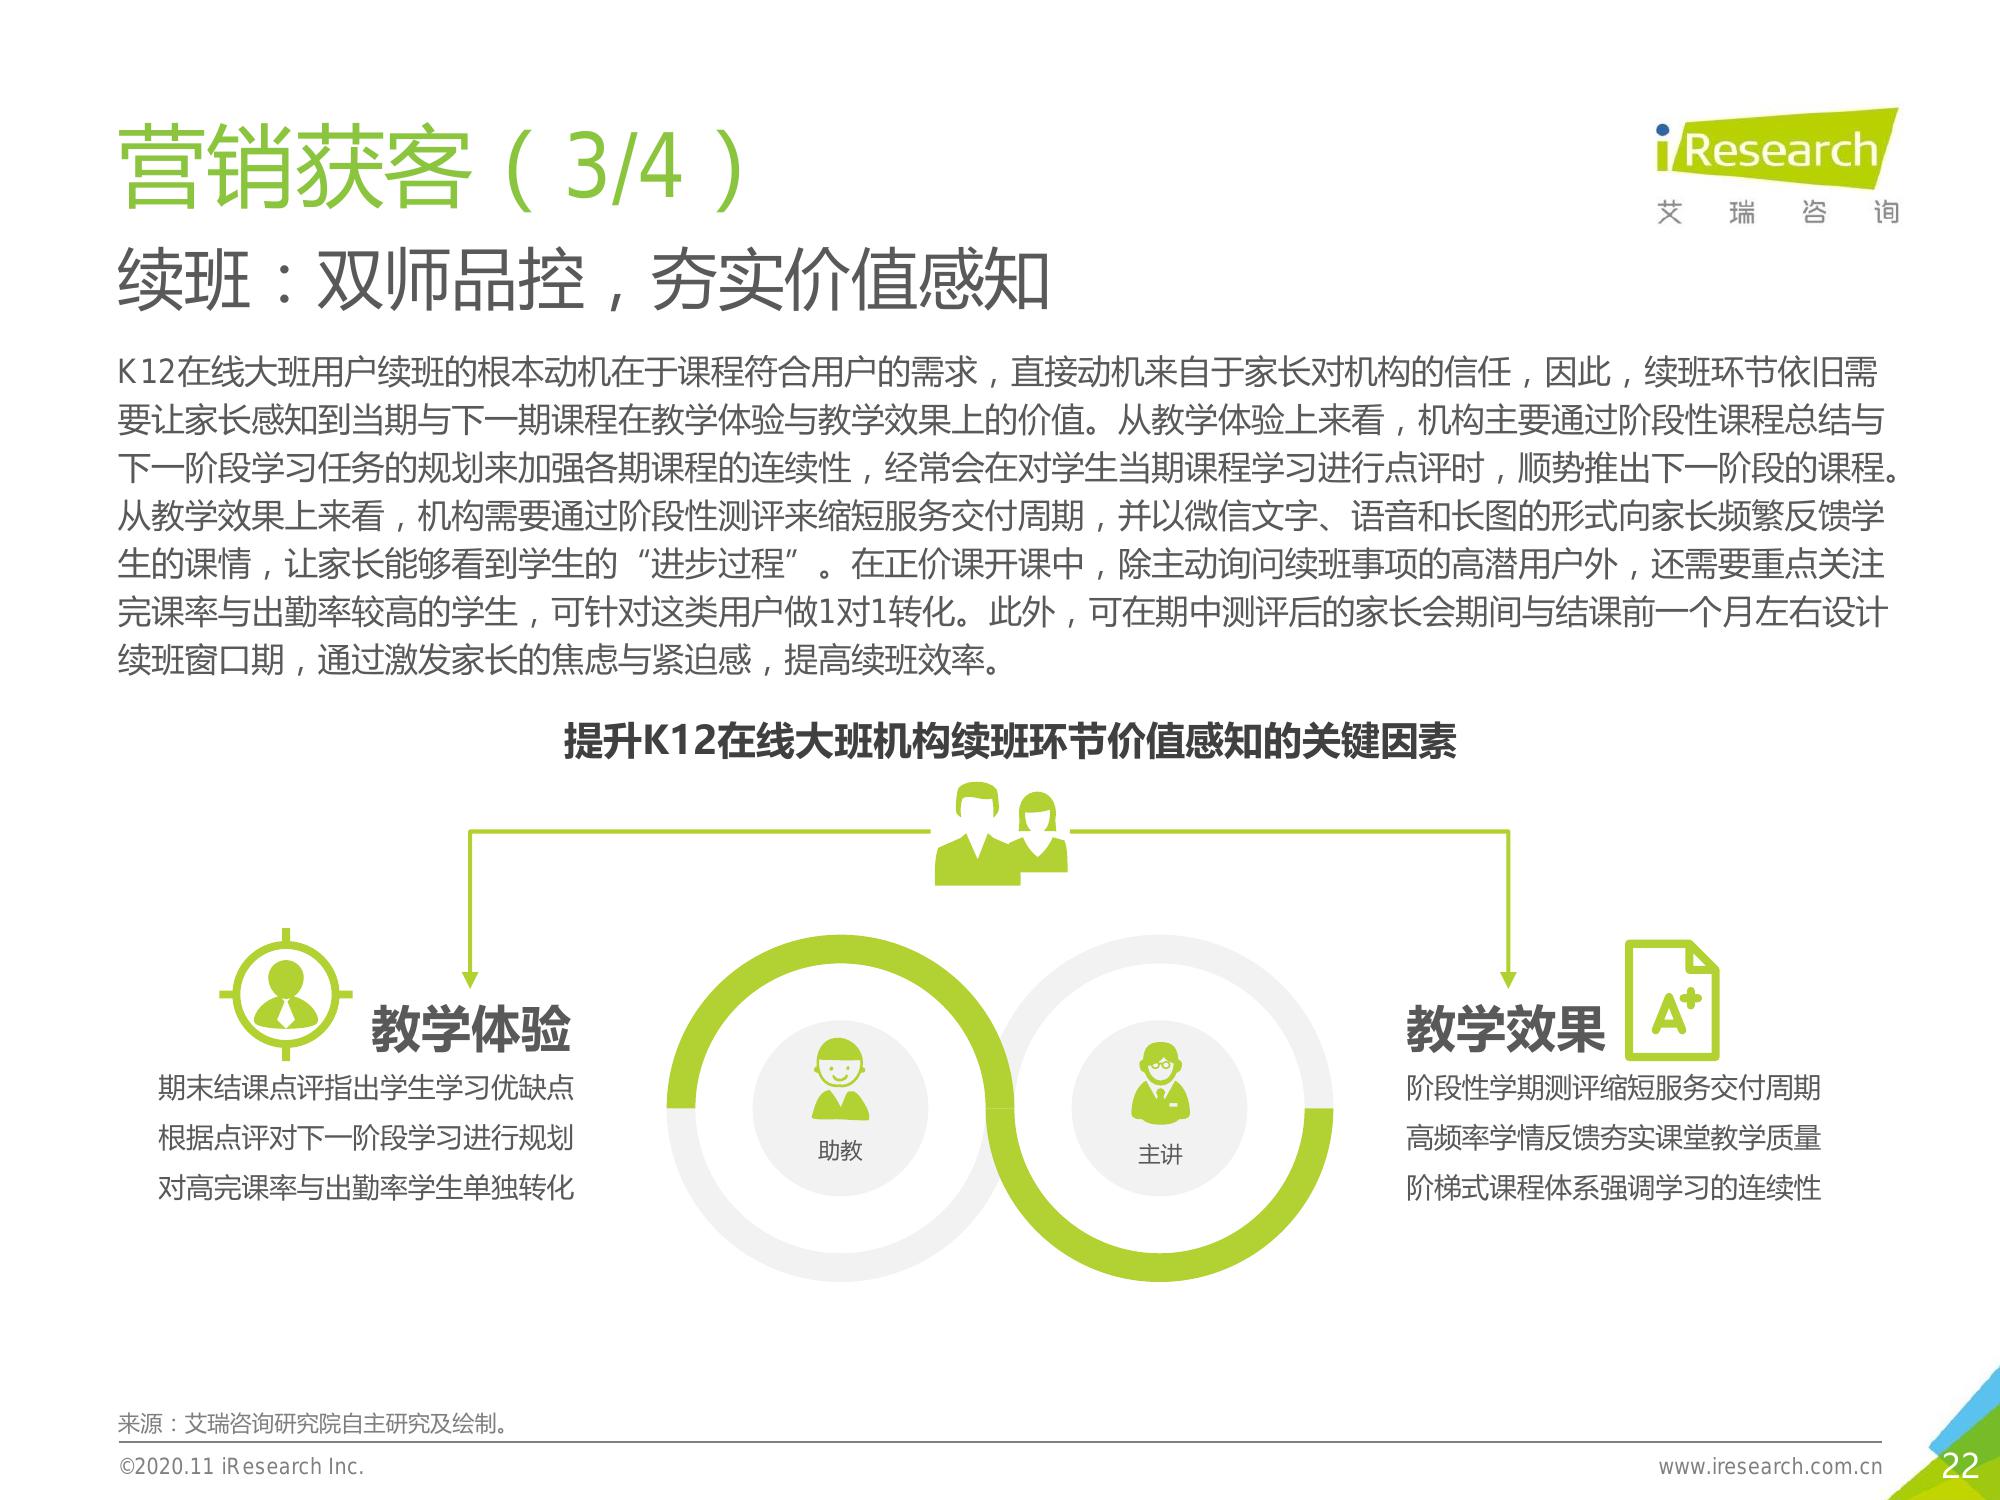 营销获客（3/4）
iResearch
艾瑞咨询
续班：双师品控，夯实价值感知
K12在线大班用户续班的根本动机在于课程符合用户的需求，直接动机来自于家长对机构的信任，因此，续班环节依旧需
要让家长感知到当期与下一期课程在教学体验与教学效果上的价值。从教学体验上来看，机构主要通过阶段性课程总结与
下一阶段学习任务的规划来加强各期课程的连续性，经常会在对学生当期课程学习进行点评时，顺势推出下一阶段的课程。
从教学效果上来看，机构需要通过阶段性测评来缩短服务交付周期，并以微信文字、语音和长图的形式向家长频繁反馈学
生的课情，让家长能够看到学生的“进步过程”。在正价课开课中，除主动询问续班事项的高潜用户外，还需要重点关注
完课率与出勤率较高的学生，可针对这类用户做1对1转化。此外，可在期中测评后的家长会期间与结课前一个月左右设计
续班窗口期，通过激发家长的焦虑与紧迫感，提高续班效率。
提升K12在线大班机构续班环节价值感知的关键因素
教学体验
期末结课点评指出学生学习优缺点
根据点评对下一阶段学习进行规划
对高完课率与出勤率学生单独转化
助教
主讲
教学效果
A+
阶段性学期测评缩短服务交付周期
高频率学情反馈夯实课堂教学质量
阶梯式课程体系强调学习的连续性
来源：艾瑞咨询研究院自主研究及绘制。
©2020.11 iResearch Inc.
www.iresearch.com.cn
22